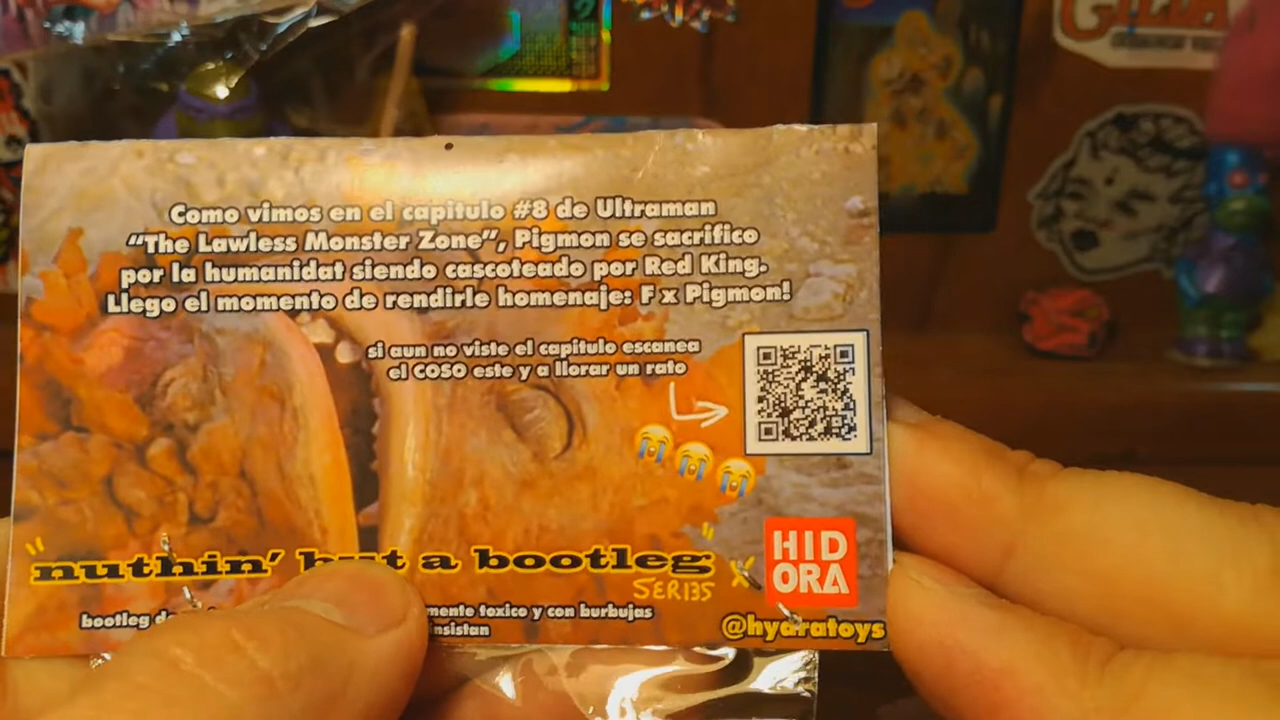 Como vimos en el capitulo #8 de Ultraman
"The Lawless Monster Zone", Pigmon se sacrifico
por la humanidat siendo cascoteado por Red King.
Llego el momento de rendirle homenaje: F x Pigmon!
si aun no viste el capitulo escanea
el COSO este y a llorar un rato
"nuthin' but a bootleg"
SERI3S
x
HID
ORA
bootleg mente toxico y con burbujas
nsistan
@hydratoys